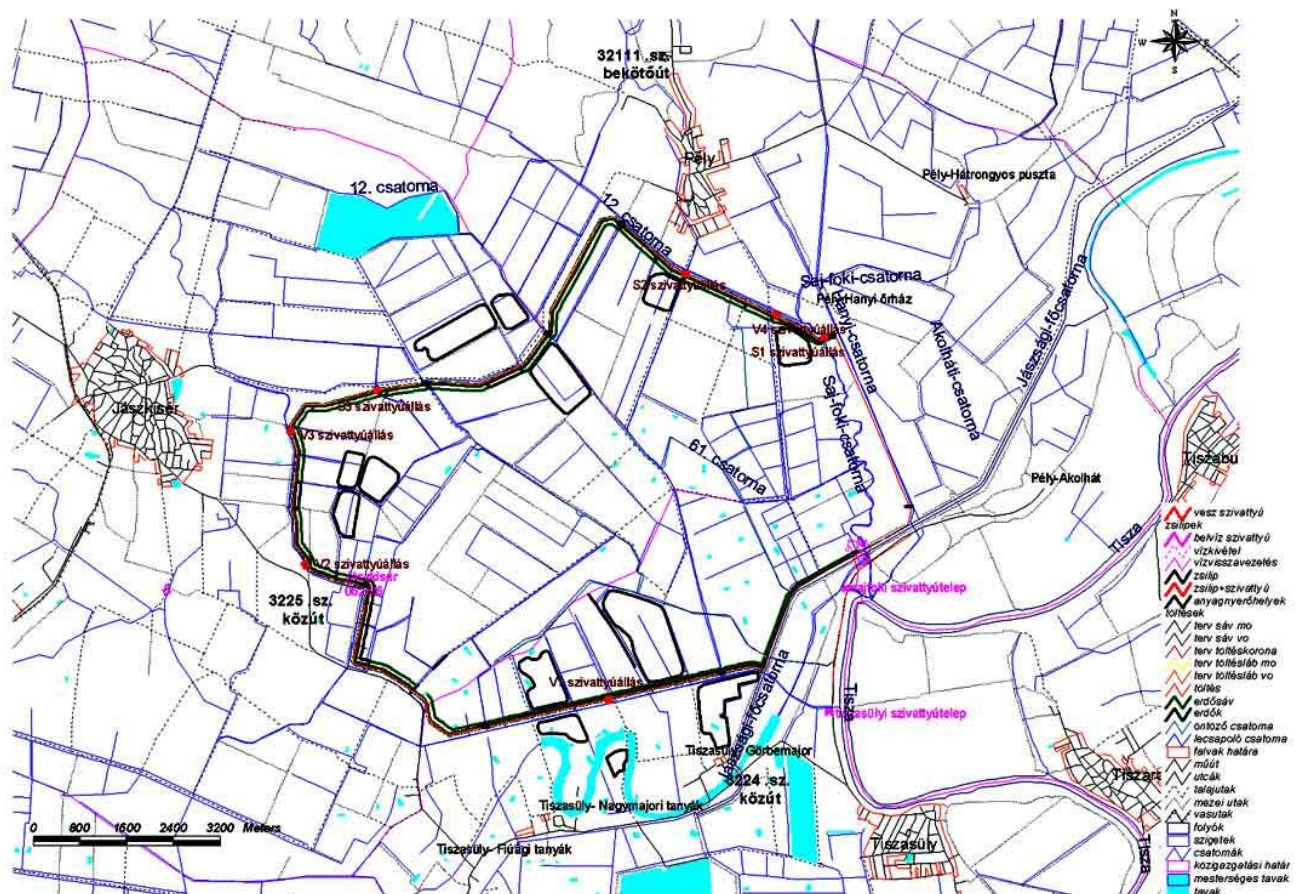 N
W
S
32111 .sz.
bekötőút
Pély
Pély-Hátrongyos puszta
12. csatorna
12. csatorna
S2 szivattyúállás
Saj-foki-csatorna
Pély-Hanyi őrház
V4 szivattyúállás
S1 szivattyúállás
Hanyi-csatorna
Akolháti-csatorna
Jászsági-főcsatorna
Saj-foki-csatorna
Jászkisér
szivattyúállás
V3 szivattyúállás
61. csatorna
Pély-Akolhát
Tiszabu
Tisza
V2 szivattyúállás
3225 .sz.
közút
szivattyútelep
V1 szivattyúállás
Jászsági-főcsatorna
Tisza
szivattyútelep
Tiszasüly- Görbemajor
3224 .sz.
közút
Tiszasüly- Nagymajori tanyák
Tiszasüly- Fiúrági tanyák
Tiszasüly
Tisza
0 800 1600 2400 3200 Meters
vesz szivattyú
zsilipek
belvíz szivattyú
vízkivétel
vízvisszavezetés
zsilip
zsilip+szivattyú
anyagnyerőhelyek
töltések
terv sáv mo
terv sáv vo
terv töltéskorona
terv töltésláb mo
terv töltésláb vo
töltés
erdősáv
erdők
öntöző csatorna
lecsapoló csatorna
falvak határa
műút
utcák
talajutak
mezei utak
vasutak
folyók
szigetek
csatornák
közigazgatási határ
mesterséges tavak
tavak